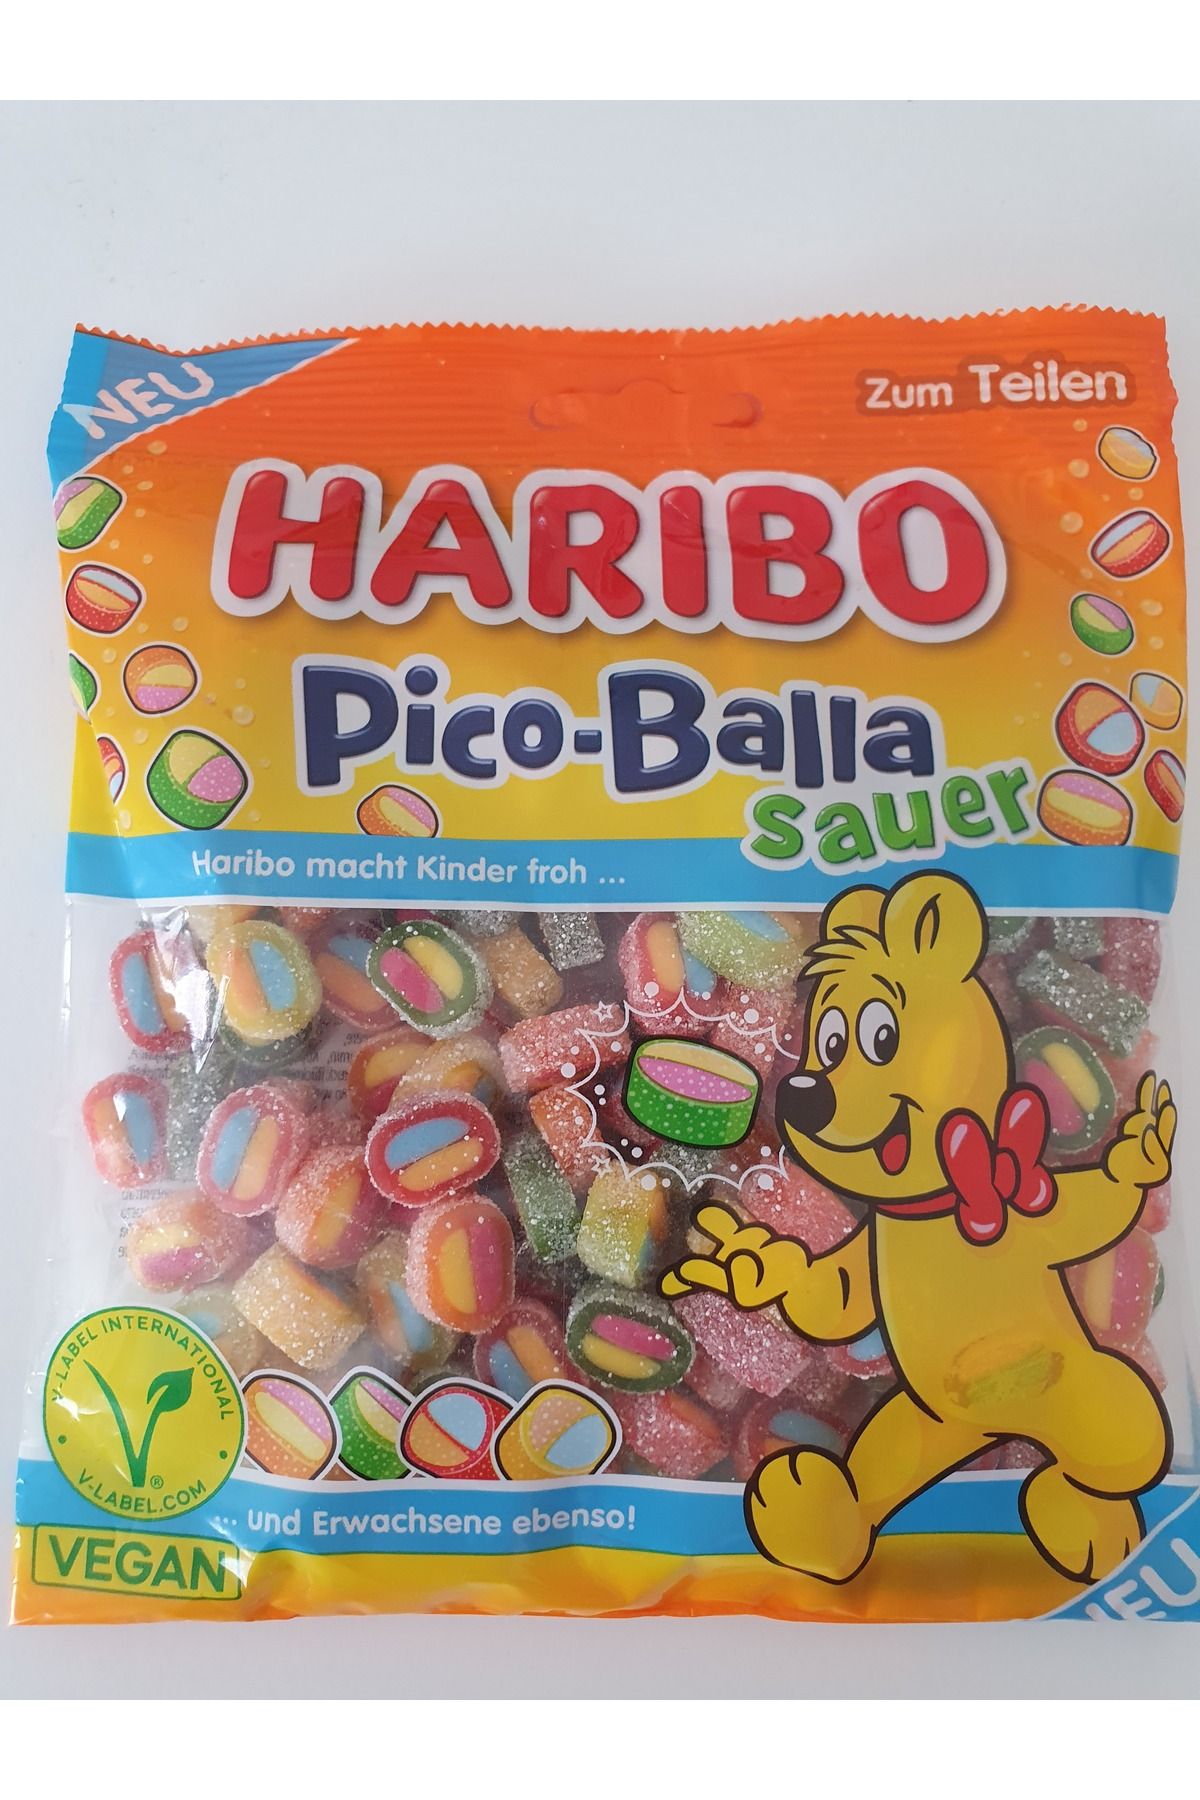 NEU
Zum Teilen
HARIBO
Pico-Balla
sauer
Haribo macht Kinder froh ...
V-LABEL INTERNATIONAL
V-LABEL.COM
®
... und Erwachsene ebenso!
VEGAN
NEU